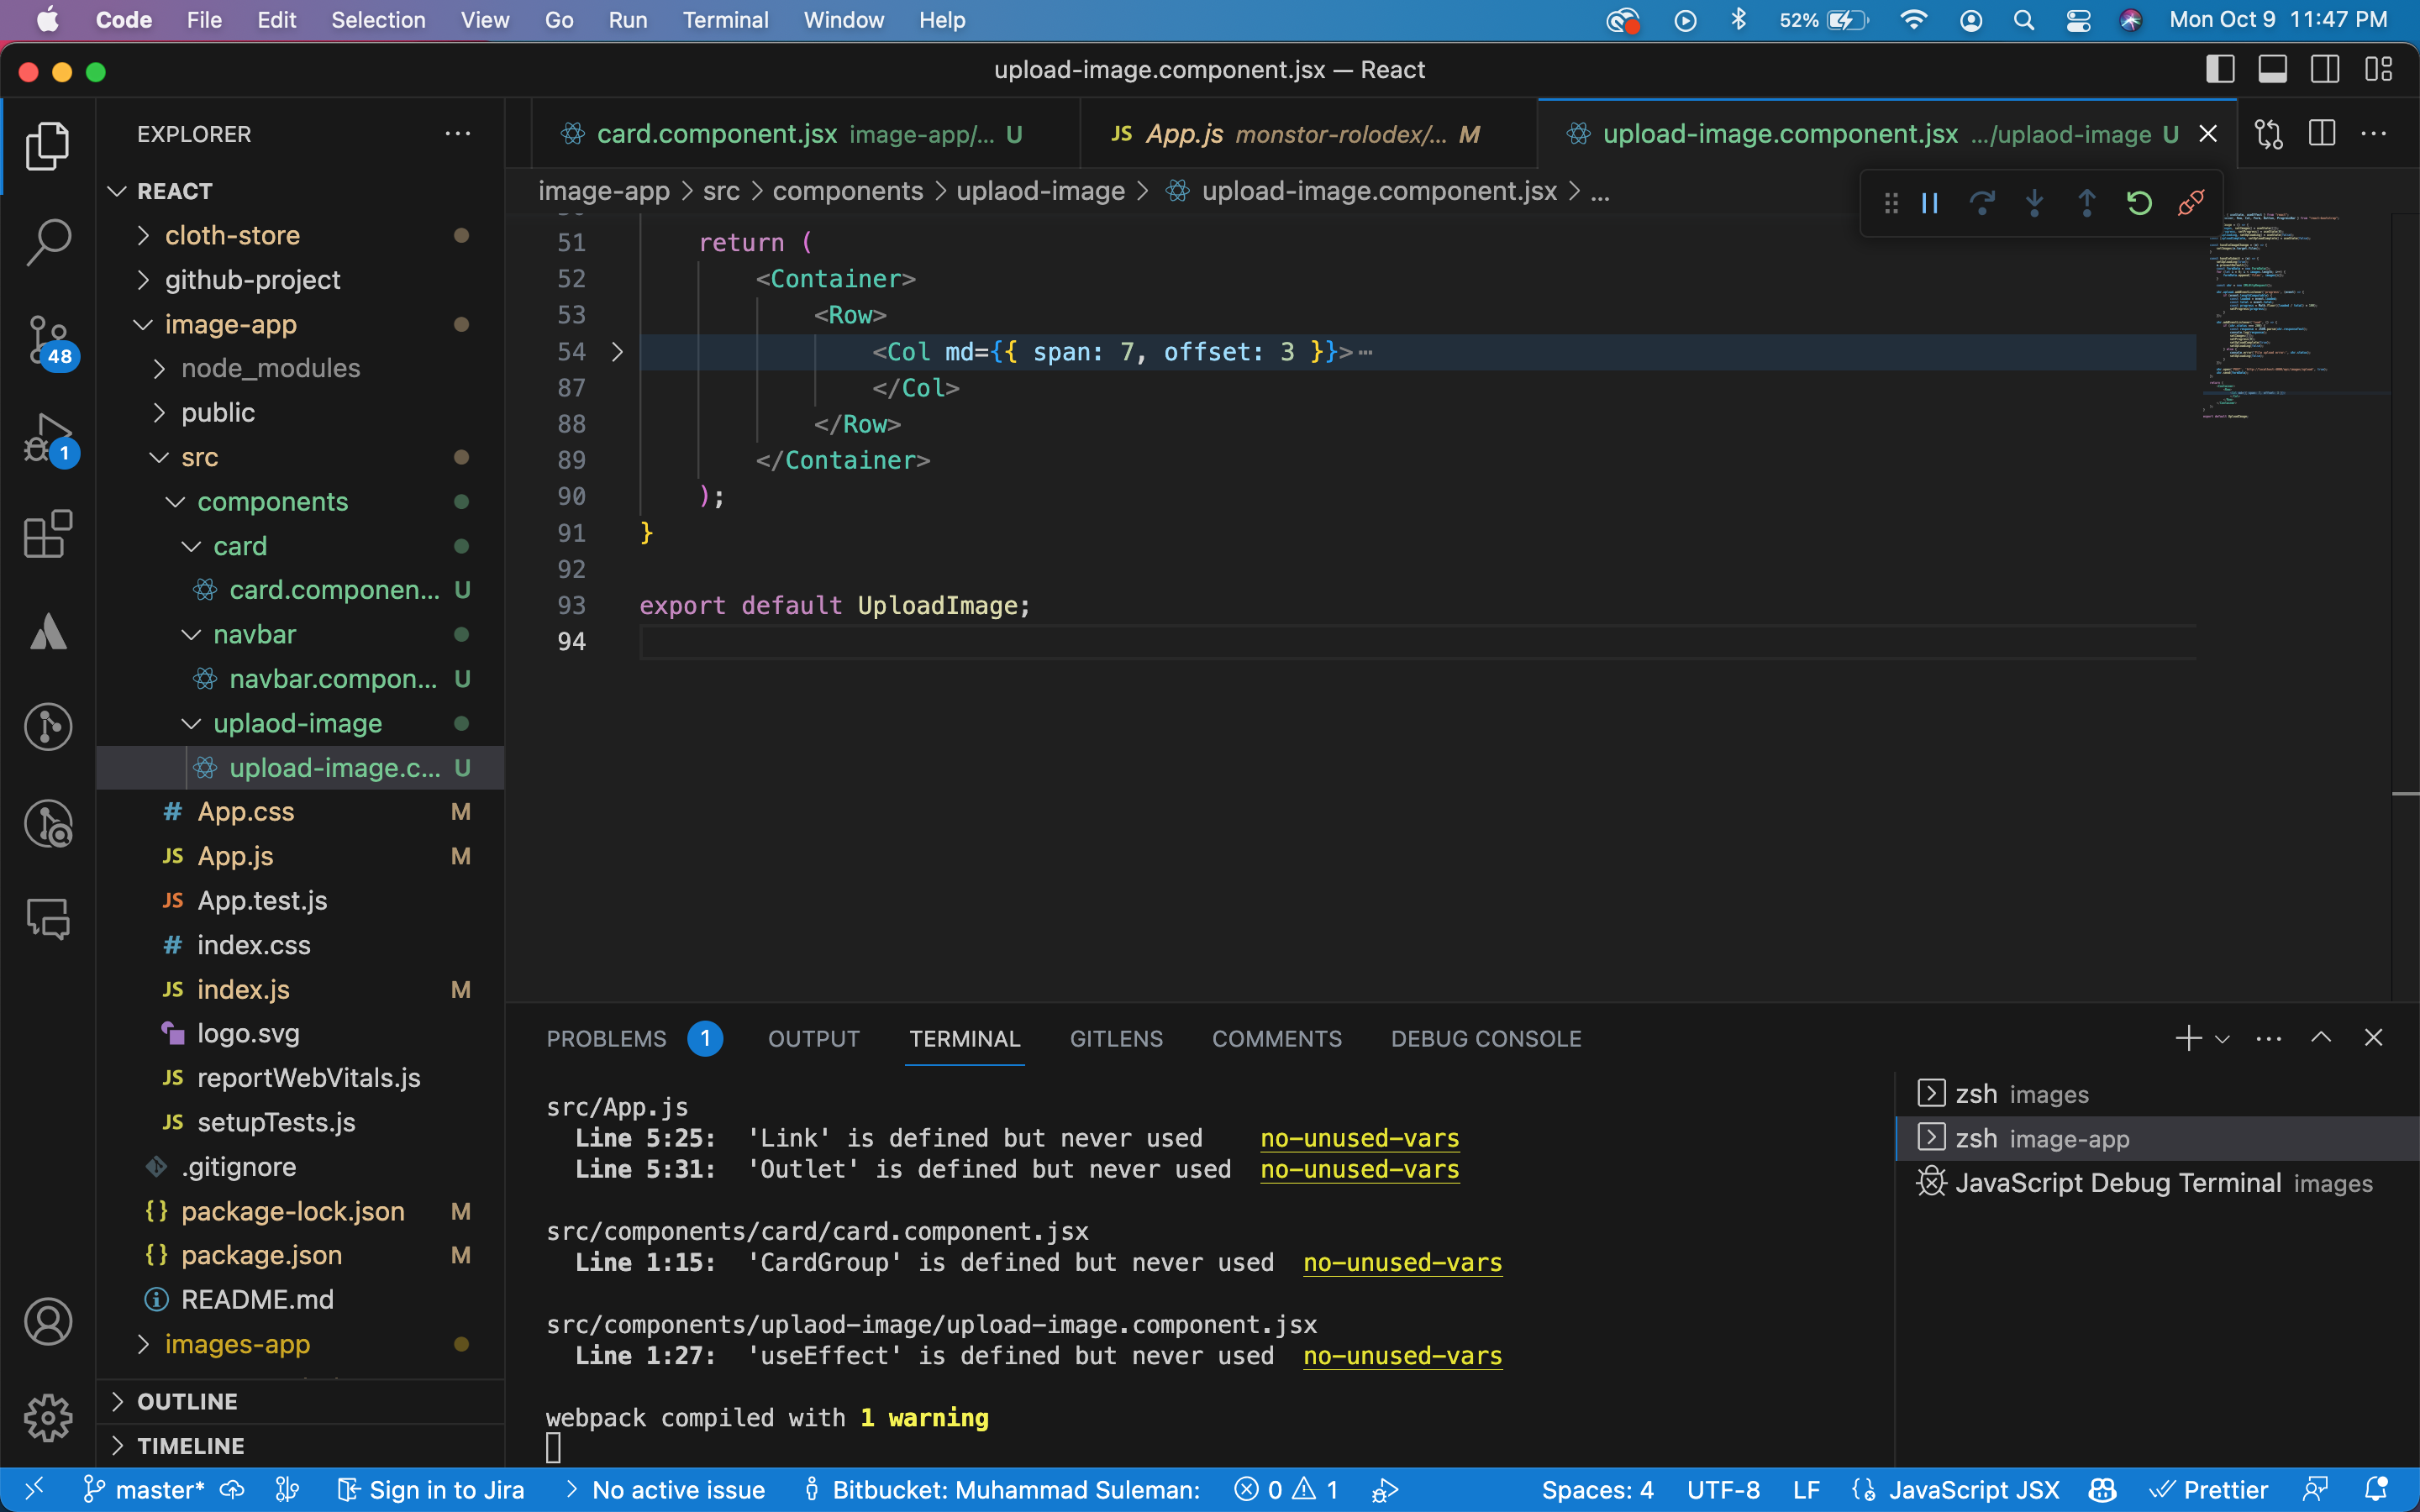 Code File Edit Selection View Go Run Terminal Window Help 52% Mon Oct 9 11:47 PM
upload-image.component.jsx — React
EXPLORER
REACT
cloth-store
github-project
image-app
node_modules
public
src
components
card
card.componen... U
navbar
navbar.compon... U
uplaod-image
upload-image.c... U
# App.css M
JS App.js M
JS App.test.js
# index.css
JS index.js M
logo.svg
JS reportWebVitals.js
JS setupTests.js
.gitignore
{} package-lock.json M
{} package.json M
README.md
images-app
OUTLINE
TIMELINE
48
1
card.component.jsx image-app/... U
JS App.js monstor-rolodex/... M
upload-image.component.jsx .../uplaod-image U
image-app > src > components > uplaod-image > upload-image.component.jsx > ...
51 return (
52 <Container>
53 <Row>
54 <Col md={{ span: 7, offset: 3 }}>
87 </Col>
88 </Row>
89 </Container>
90 );
91 }
92
93 export default UploadImage;
94
PROBLEMS 1 OUTPUT TERMINAL GITLENS COMMENTS DEBUG CONSOLE
src/App.js
Line 5:25: 'Link' is defined but never used no-unused-vars
Line 5:31: 'Outlet' is defined but never used no-unused-vars
src/components/card/card.component.jsx
Line 1:15: 'CardGroup' is defined but never used no-unused-vars
src/components/uplaod-image/upload-image.component.jsx
Line 1:27: 'useEffect' is defined but never used no-unused-vars
webpack compiled with 1 warning
zsh images
zsh image-app
JavaScript Debug Terminal images
master* Sign in to Jira No active issue Bitbucket: Muhammad Suleman: 0 1 Spaces: 4 UTF-8 LF JavaScript JSX Prettier